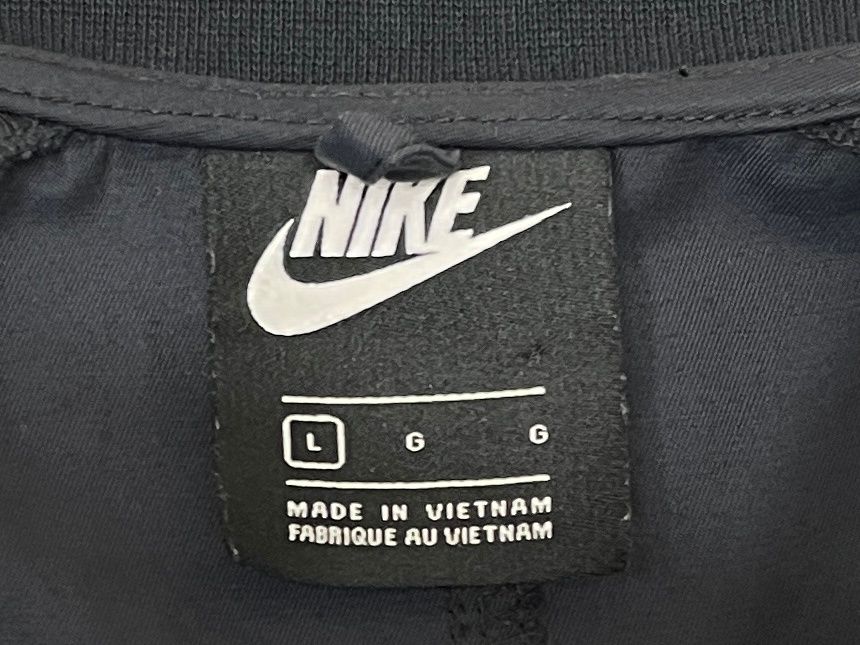 NIKE
L G G
MADE IN VIETNAM
FABRIQUE AU VIETNAM